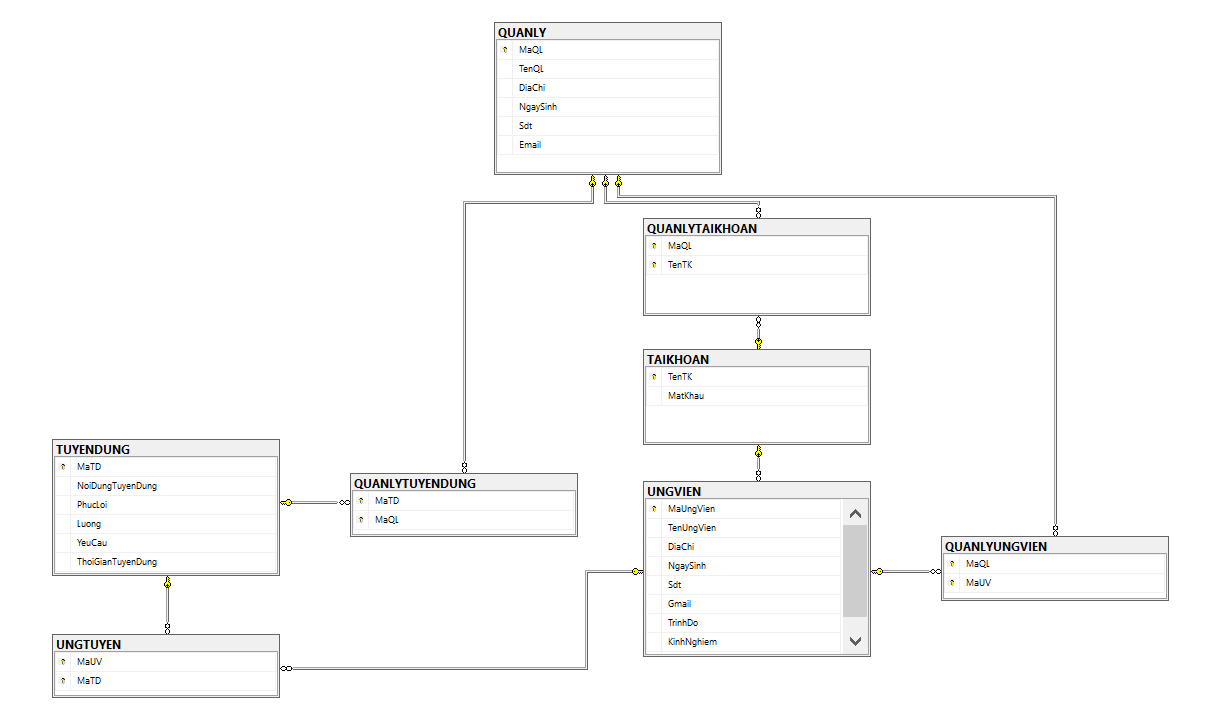 QUANLY
MaQL
TenQL
DiaChi
NgaySinh
Sdt
Email
QUANLYTAIKHOAN
MaQL
TenTK
TAIKHOAN
TenTK
MatKhau
TUYENDUNG
MaTD
NoiDungTuyenDung
PhucLoi
Luong
YeuCau
ThoiGianTuyenDung
QUANLYTUYENDUNG
MaTD
MaQL
UNGVIEN
MaUngVien
TenUngVien
DiaChi
NgaySinh
Sdt
Gmail
TrinhDo
KinhNghiem
QUANLYUNGVIEN
MaQL
MaUV
UNGTUYEN
MaUV
MaTD